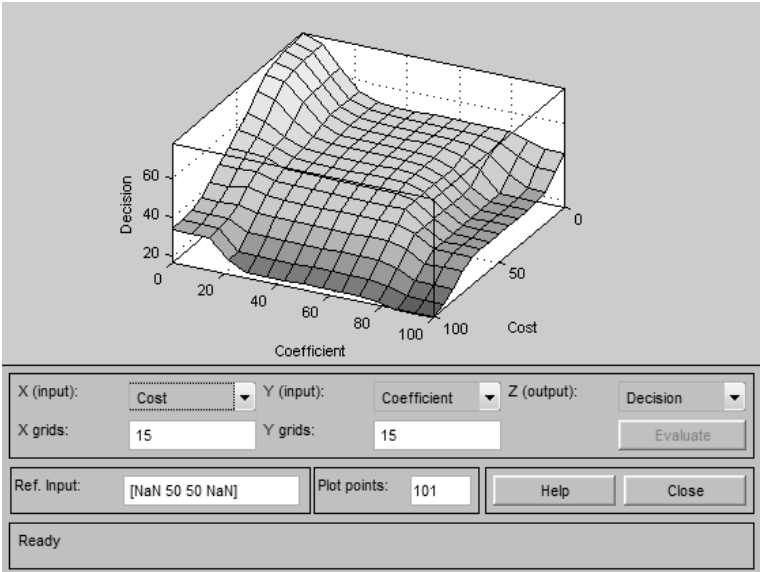 Decision
60
40
20
0
20
40
60
80
100
Coefficient
100
50
0
Cost
X (input): Cost Y (input): Coefficient Z (output): Decision
X grids: 15 Y grids: 15 Evaluate
Ref. Input: [NaN 50 50 NaN] Plot points: 101 Help Close
Ready